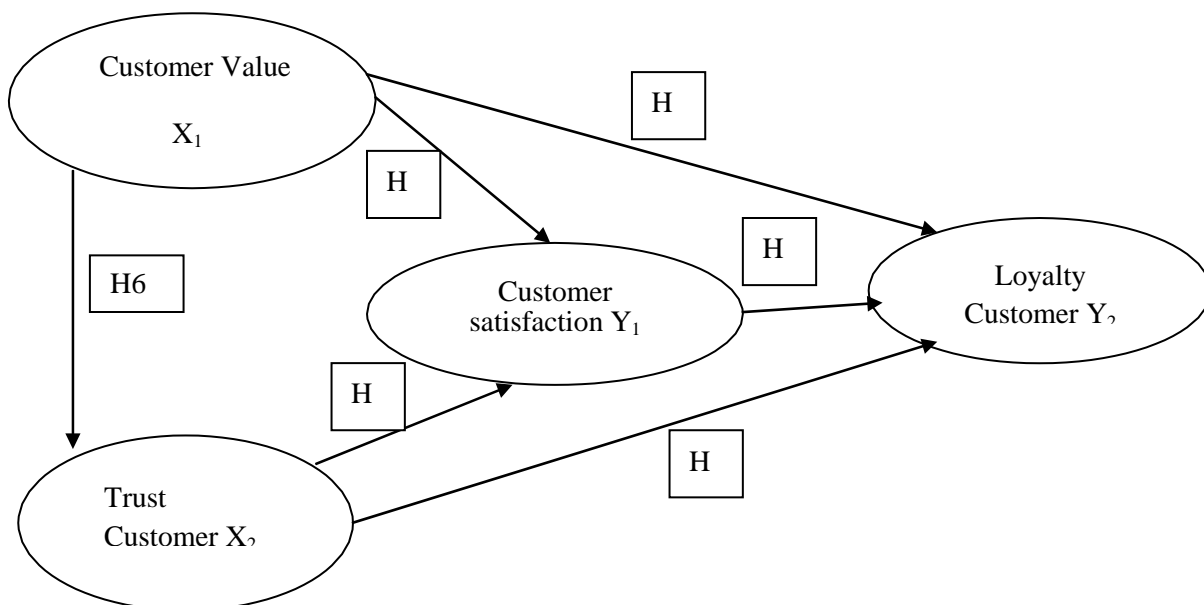 Customer Value
X₁
H
H
H
H6
Customer
satisfaction Y₁
Loyalty
Customer Y₂
H
H
Trust
Customer X₂